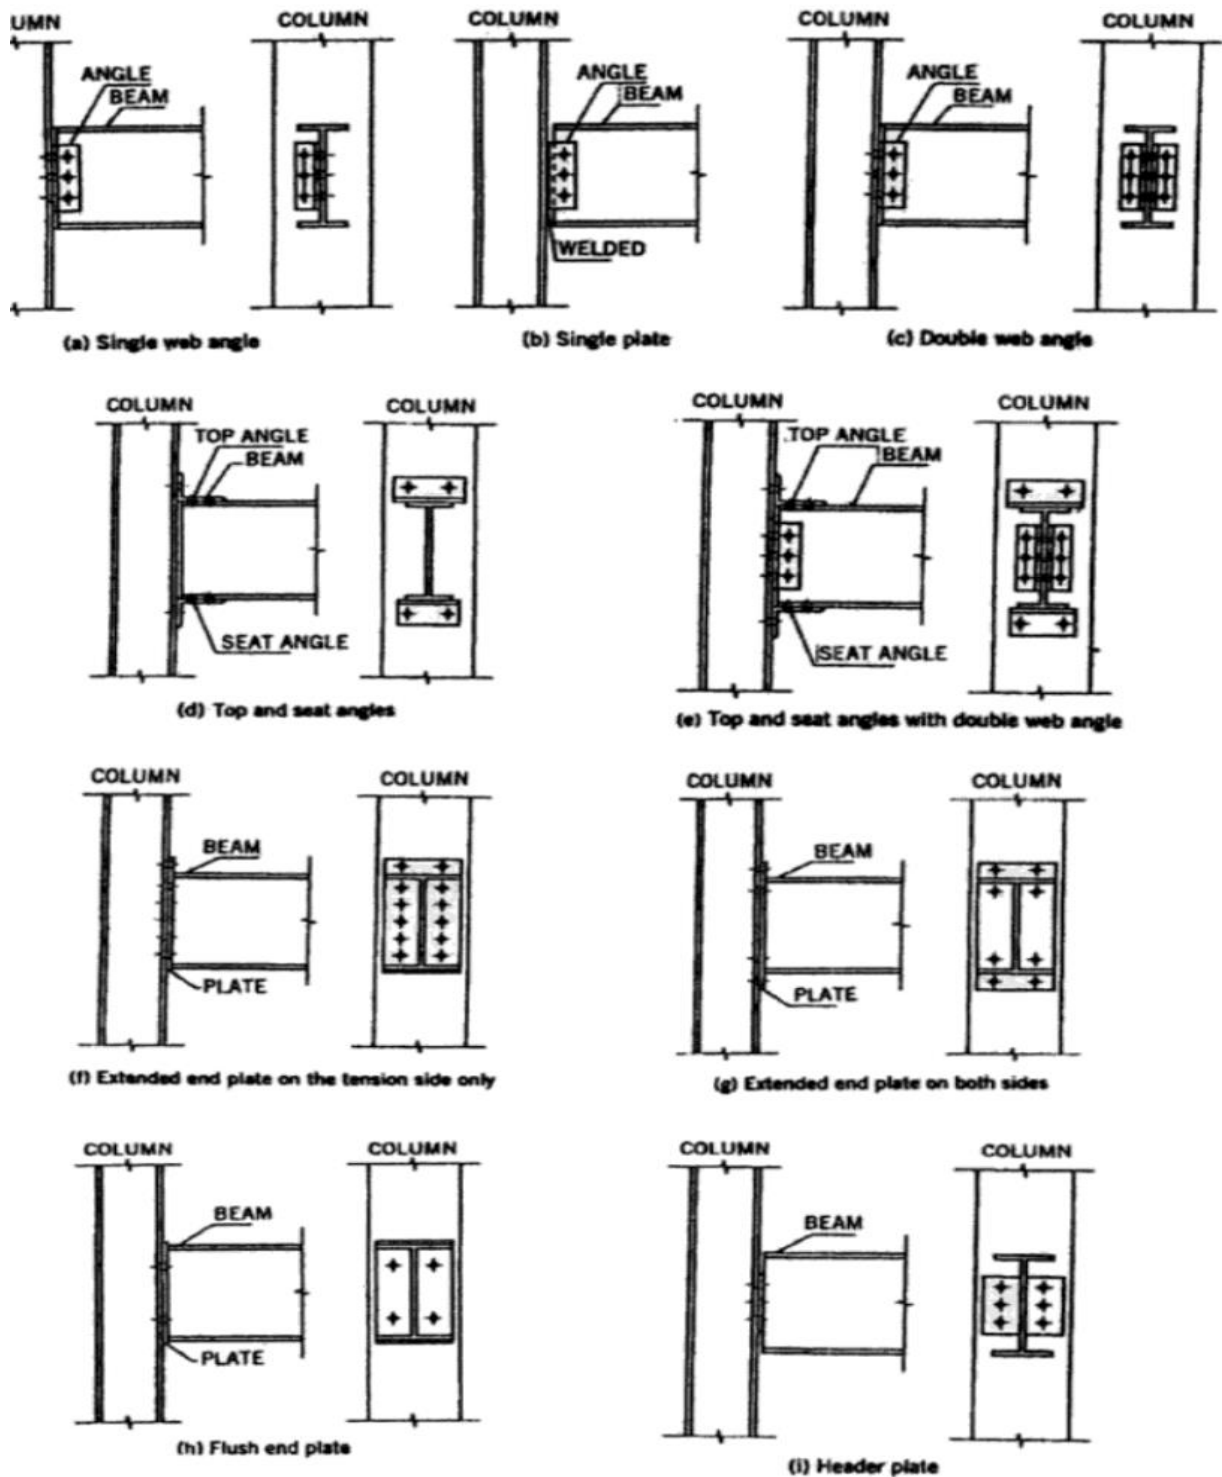 UMN COLUMN COLUMN COLUMN COLUMN
ANGLE ANGLE ANGLE
BEAM BEAM BEAM
WELDED
(a) Single web angle (b) Single plate (c) Double web angle
COLUMN COLUMN COLUMN COLUMN
TOP ANGLE TOP ANGLE
BEAM BEAM
SEAT ANGLE SEAT ANGLE
(d) Top and seat angles (e) Top and seat angles with double web angle
COLUMN COLUMN COLUMN COLUMN
BEAM BEAM
PLATE PLATE
(f) Extended end plate on the tension side only (g) Extended end plate on both sides
COLUMN COLUMN COLUMN COLUMN
BEAM BEAM
PLATE
(h) Flush end plate (i) Header plate